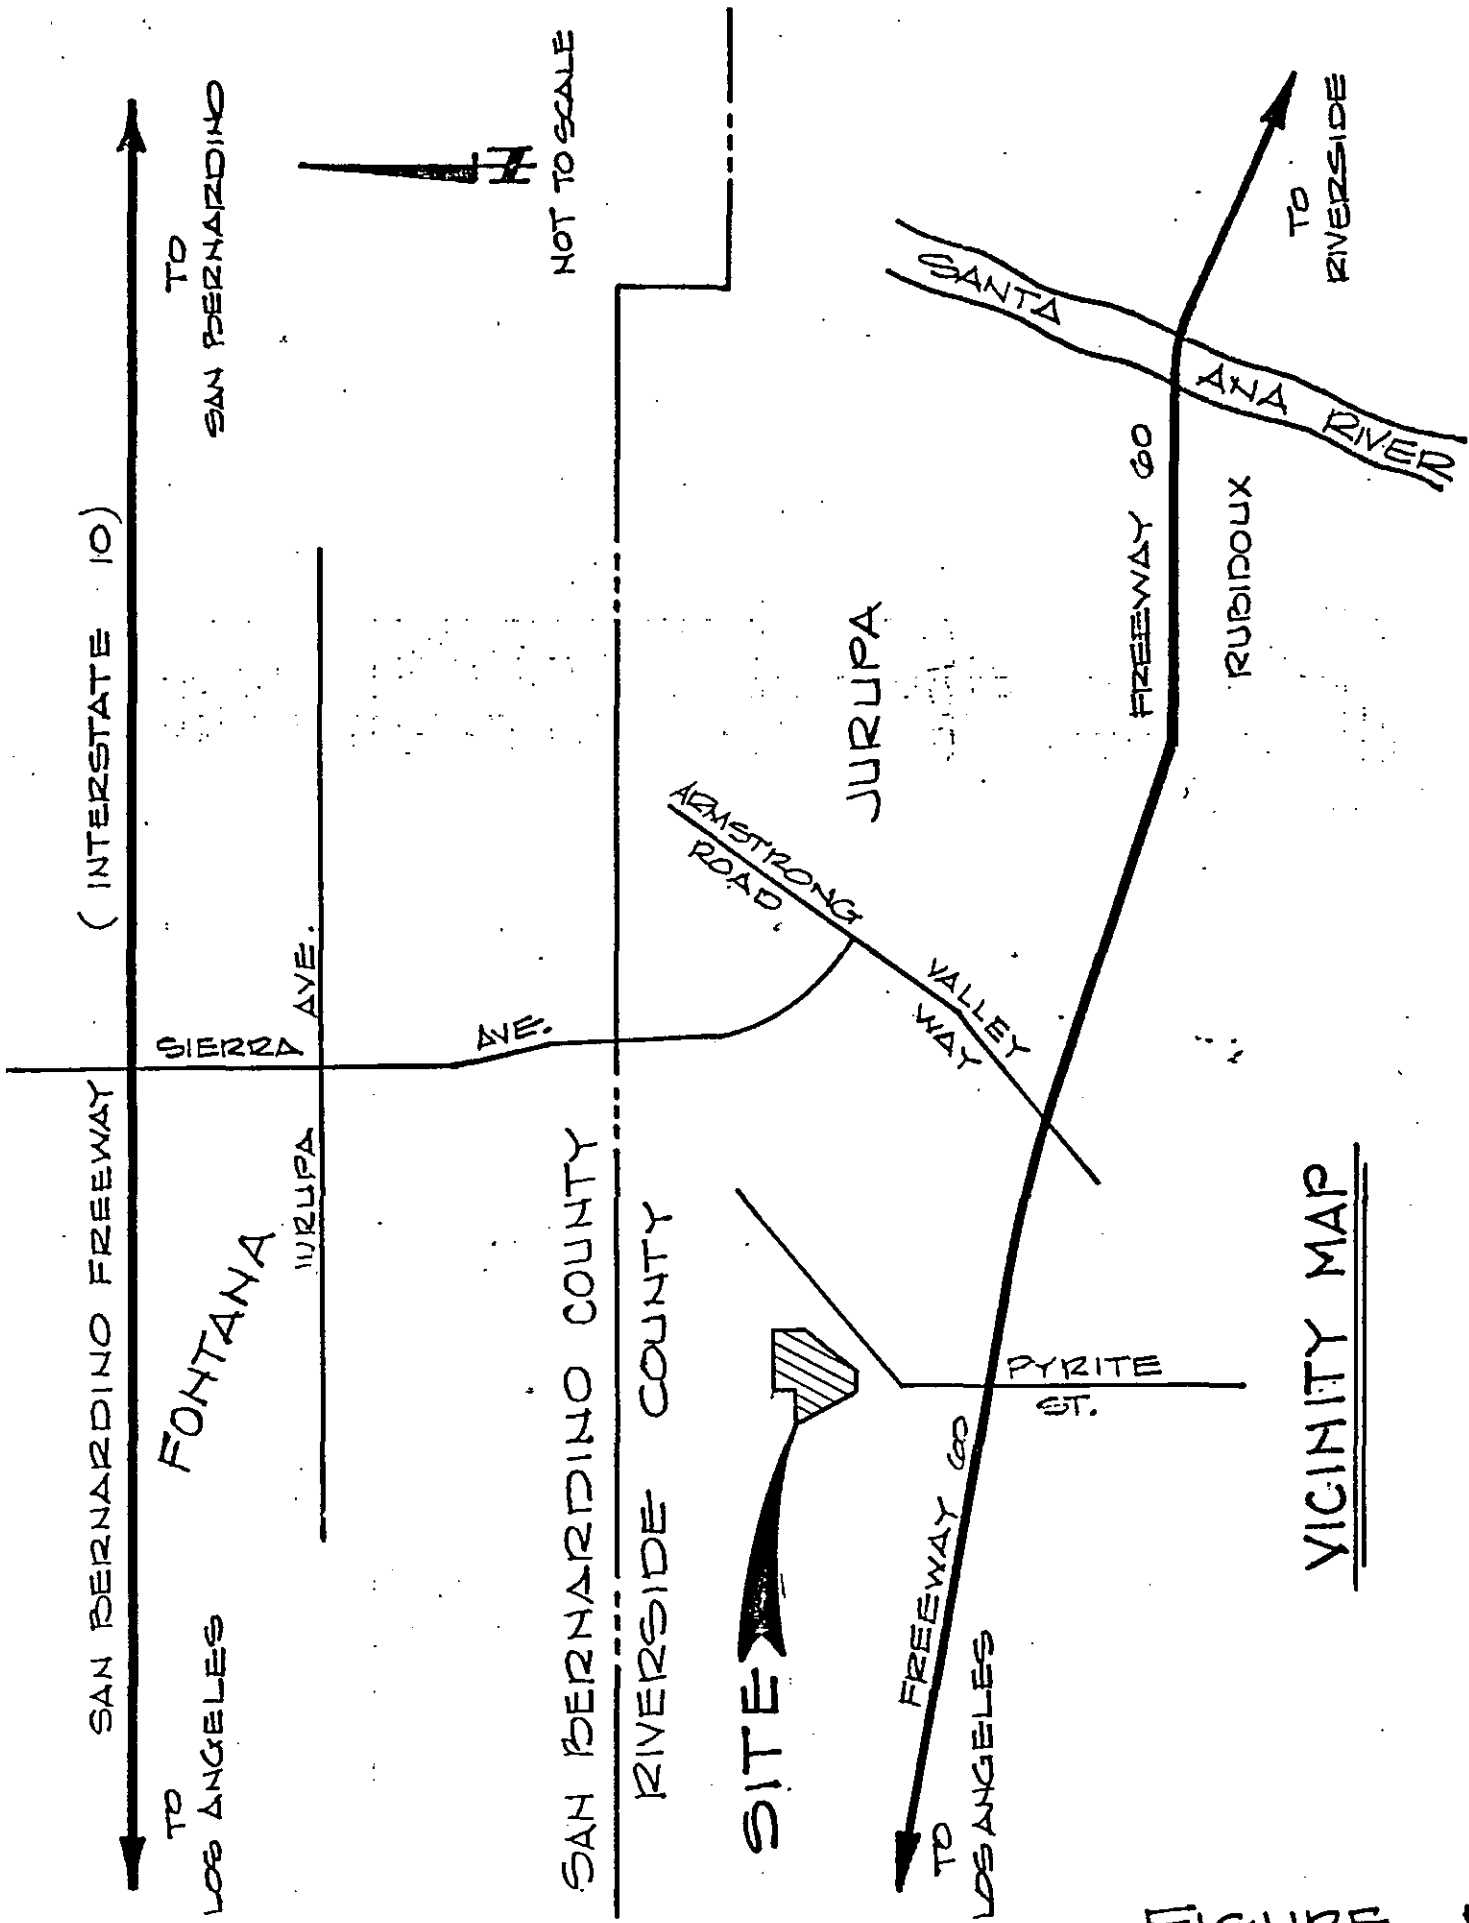 SAN BERNARDINO FREEWAY (INTERSTATE 10)
TO
LOS ANGELES
TO
SAN BERNARDINO
FONTANA
SIERRA AVE.
JURUPA AVE.
N
NOT TO SCALE
SAN BERNARDINO COUNTY
RIVERSIDE COUNTY
SITE
ARMSTRONG
ROAD
JURUPA
VALLEY
WAY
FREEWAY 60
TO
LOS ANGELES
PYRITE
ST.
FREEWAY 60
RUBIDOUX
SANTA ANA RIVER
TO
RIVERSIDE
VICINITY MAP
FIGURE